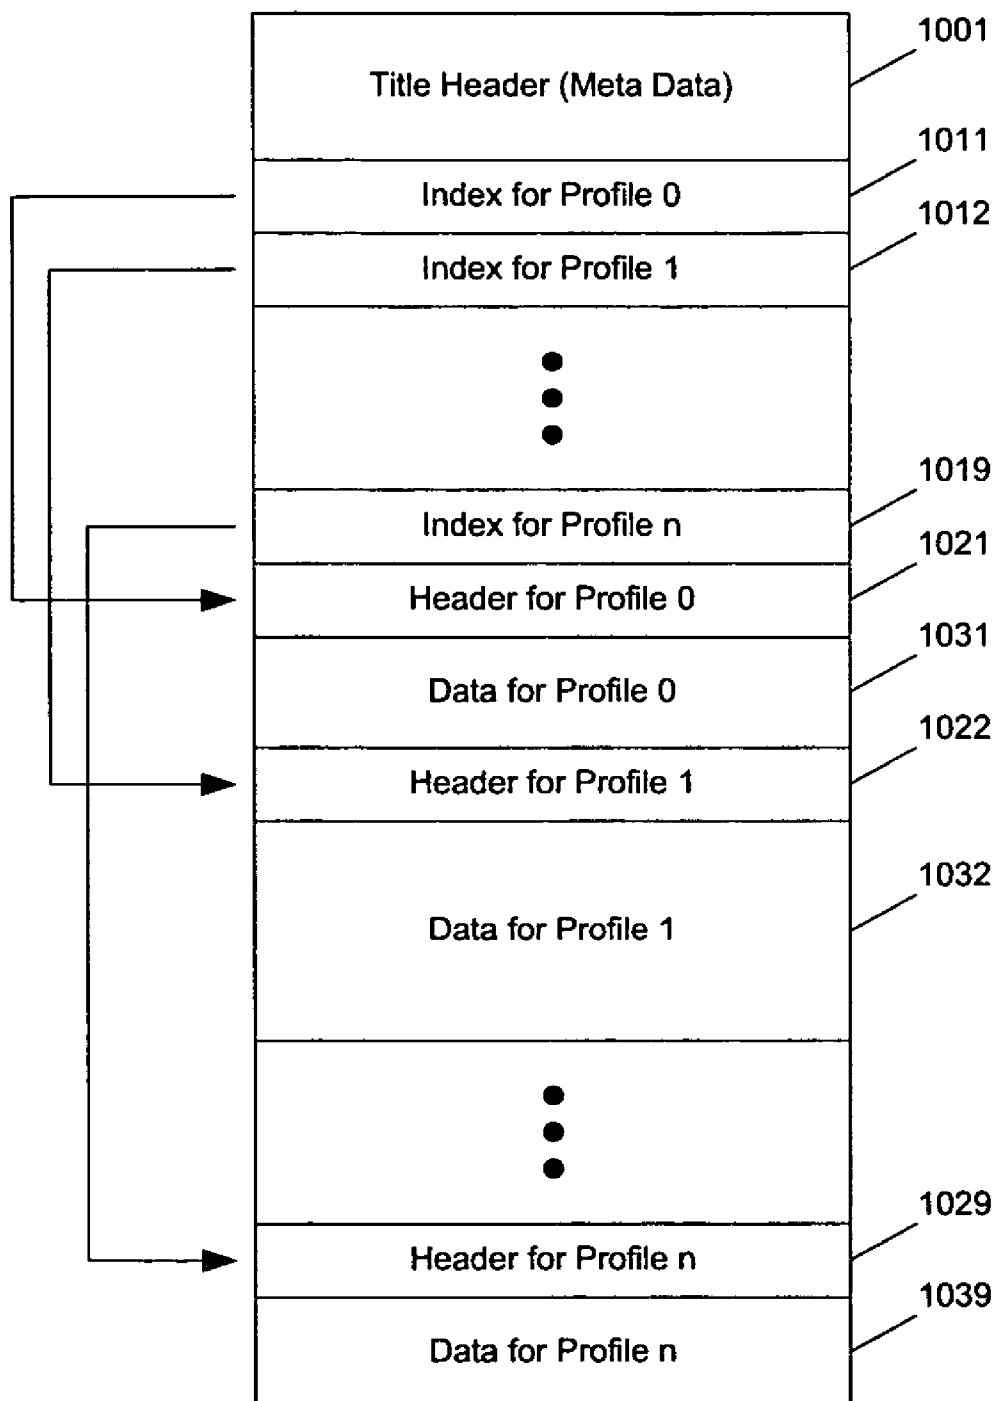 1001
Title Header (Meta Data)
1011
Index for Profile 0
1012
Index for Profile 1
1019
Index for Profile n
1021
Header for Profile 0
1031
Data for Profile 0
1022
Header for Profile 1
1032
Data for Profile 1
1029
Header for Profile n
1039
Data for Profile n